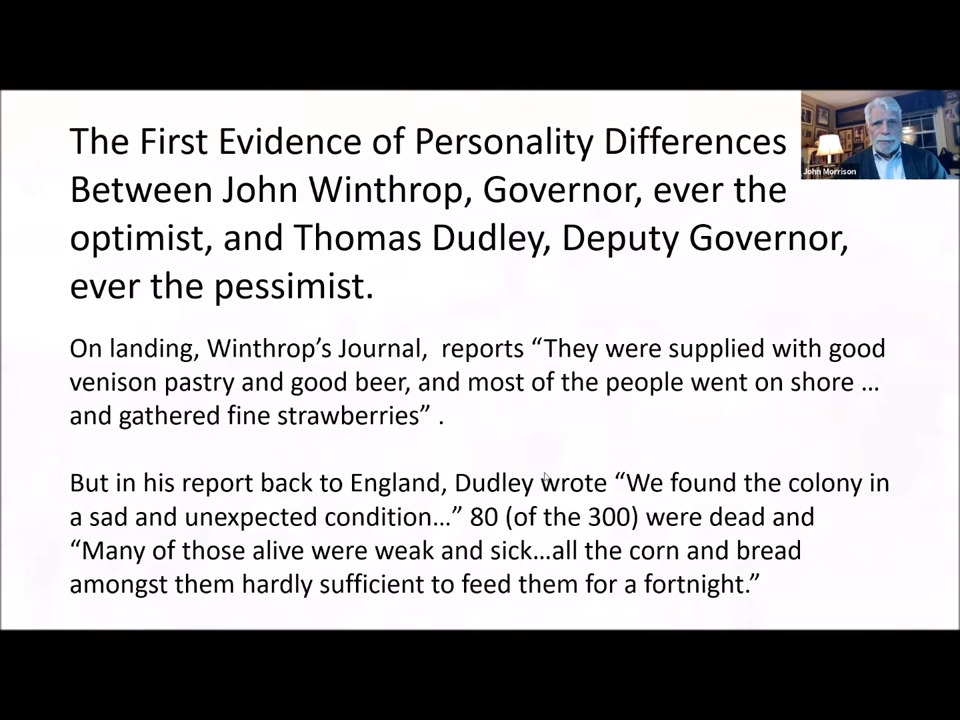 The First Evidence of Personality Differences
Between John Winthrop, Governor, ever the
optimist, and Thomas Dudley, Deputy Governor,
ever the pessimist.
John Morrison
On landing, Winthrop’s Journal,  reports “They were supplied with good
venison pastry and good beer, and most of the people went on shore ...
and gathered fine strawberries” .
But in his report back to England, Dudley wrote “We found the colony in
a sad and unexpected condition...” 80 (of the 300) were dead and
“Many of those alive were weak and sick...all the corn and bread
amongst them hardly sufficient to feed them for a fortnight.”